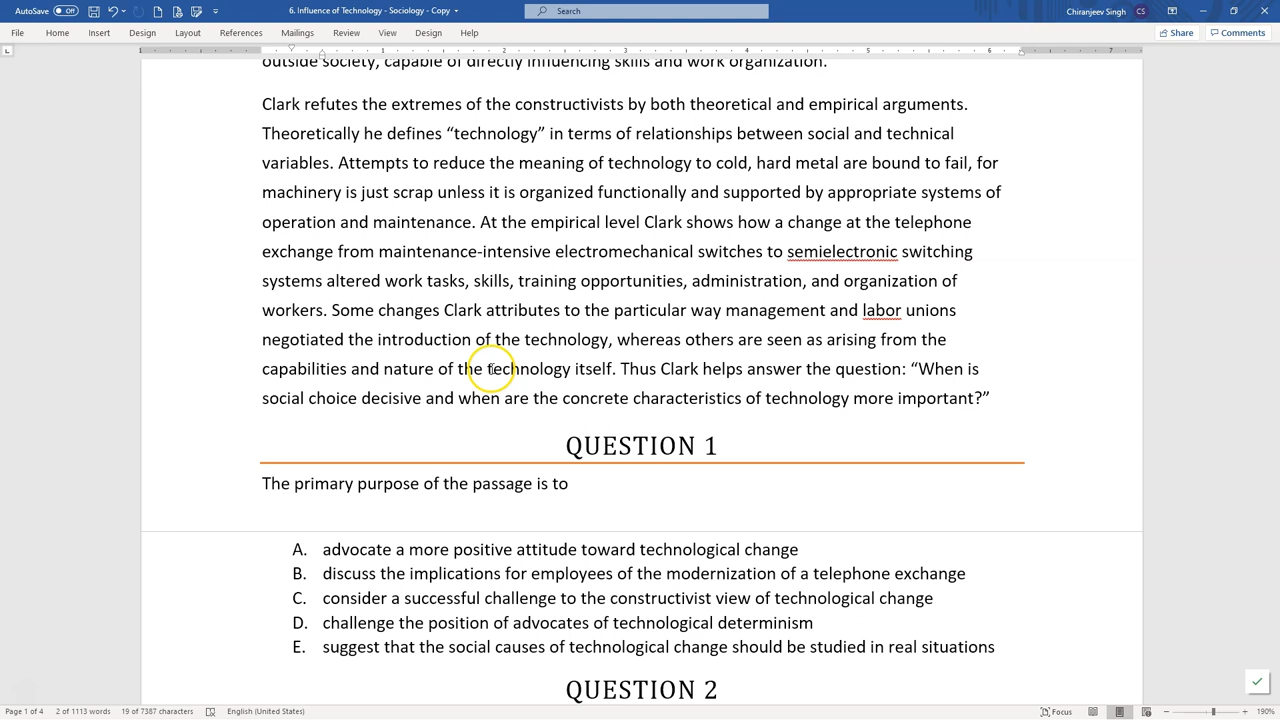 AutoSave Off 6. Influence of Technology - Sociology - Copy Search Chiranjeev Singh CS
File Home Insert Design Layout References Mailings Review View Design Help Share Comments
1 1 2 3 4 5 6 7
outside society, capable of directly influencing skills and work organization.
Clark refutes the extremes of the constructivists by both theoretical and empirical arguments.
Theoretically he defines “technology” in terms of relationships between social and technical
variables. Attempts to reduce the meaning of technology to cold, hard metal are bound to fail, for
machinery is just scrap unless it is organized functionally and supported by appropriate systems of
operation and maintenance. At the empirical level Clark shows how a change at the telephone
exchange from maintenance-intensive electromechanical switches to semielectronic switching
systems altered work tasks, skills, training opportunities, administration, and organization of
workers. Some changes Clark attributes to the particular way management and labor unions
negotiated the introduction of the technology, whereas others are seen as arising from the
capabilities and nature of the technology itself. Thus Clark helps answer the question: “When is
social choice decisive and when are the concrete characteristics of technology more important?”
QUESTION 1
The primary purpose of the passage is to
A. advocate a more positive attitude toward technological change
B. discuss the implications for employees of the modernization of a telephone exchange
C. consider a successful challenge to the constructivist view of technological change
D. challenge the position of advocates of technological determinism
E. suggest that the social causes of technological change should be studied in real situations
QUESTION 2
Page 1 of 4 2 of 1113 words 19 of 7387 characters English (United States) Focus 190%